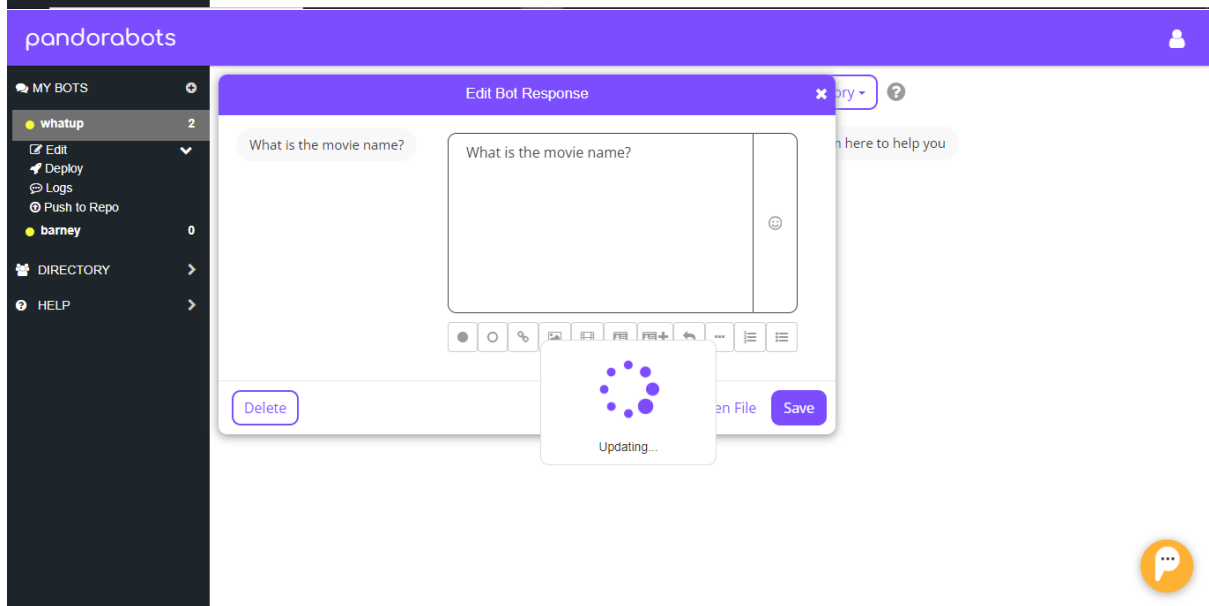 pandorabots
MY BOTS
whatup 2
Edit
Deploy
Logs
Push to Repo
barney 0
DIRECTORY
HELP
Edit Bot Response
What is the movie name?
What is the movie name?
Delete
en File
Save
Updating...
ory
here to help you